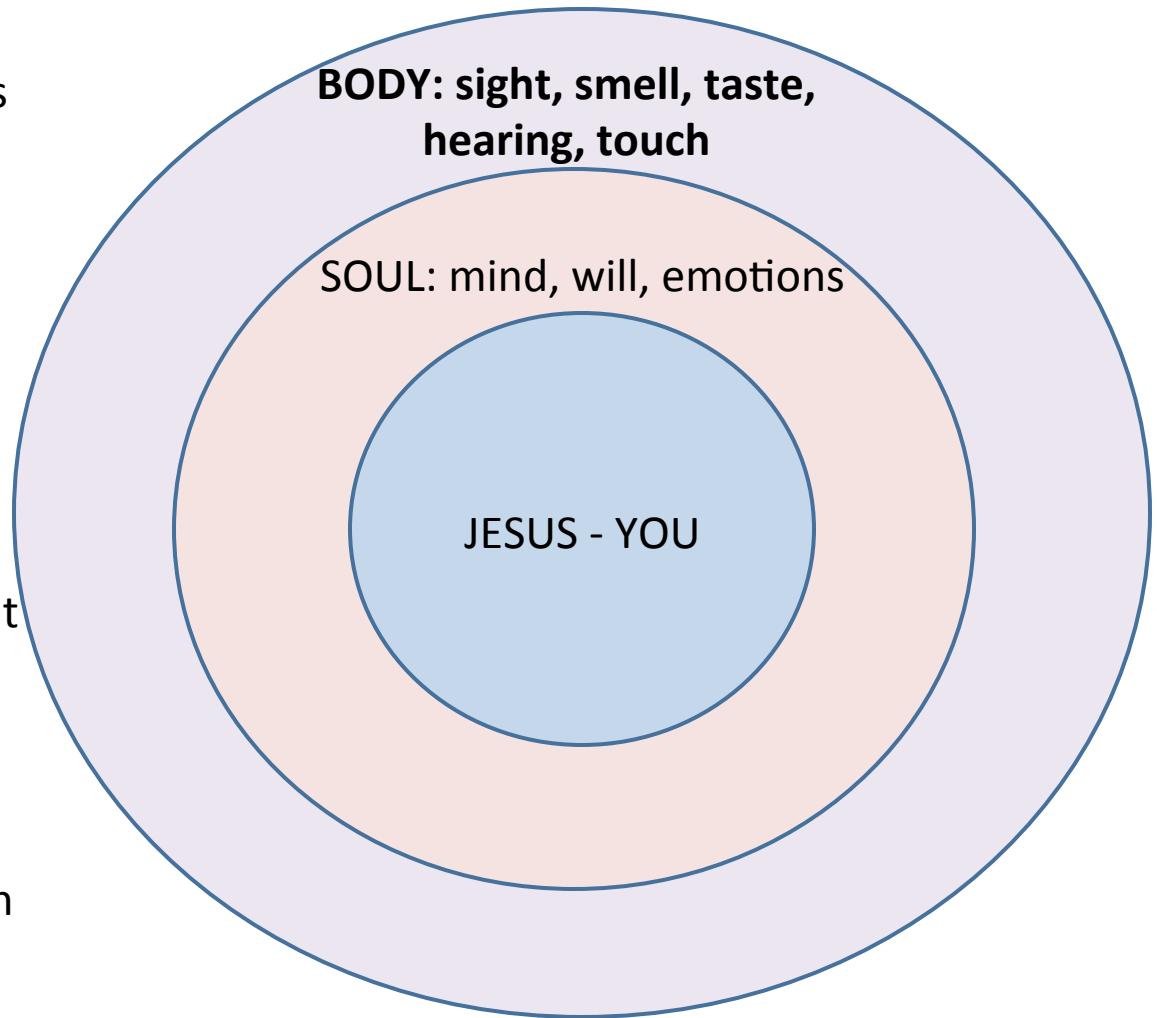 s
BODY: sight, smell, taste,
hearing, touch
SOUL: mind, will, emotions
JESUS - YOU
t